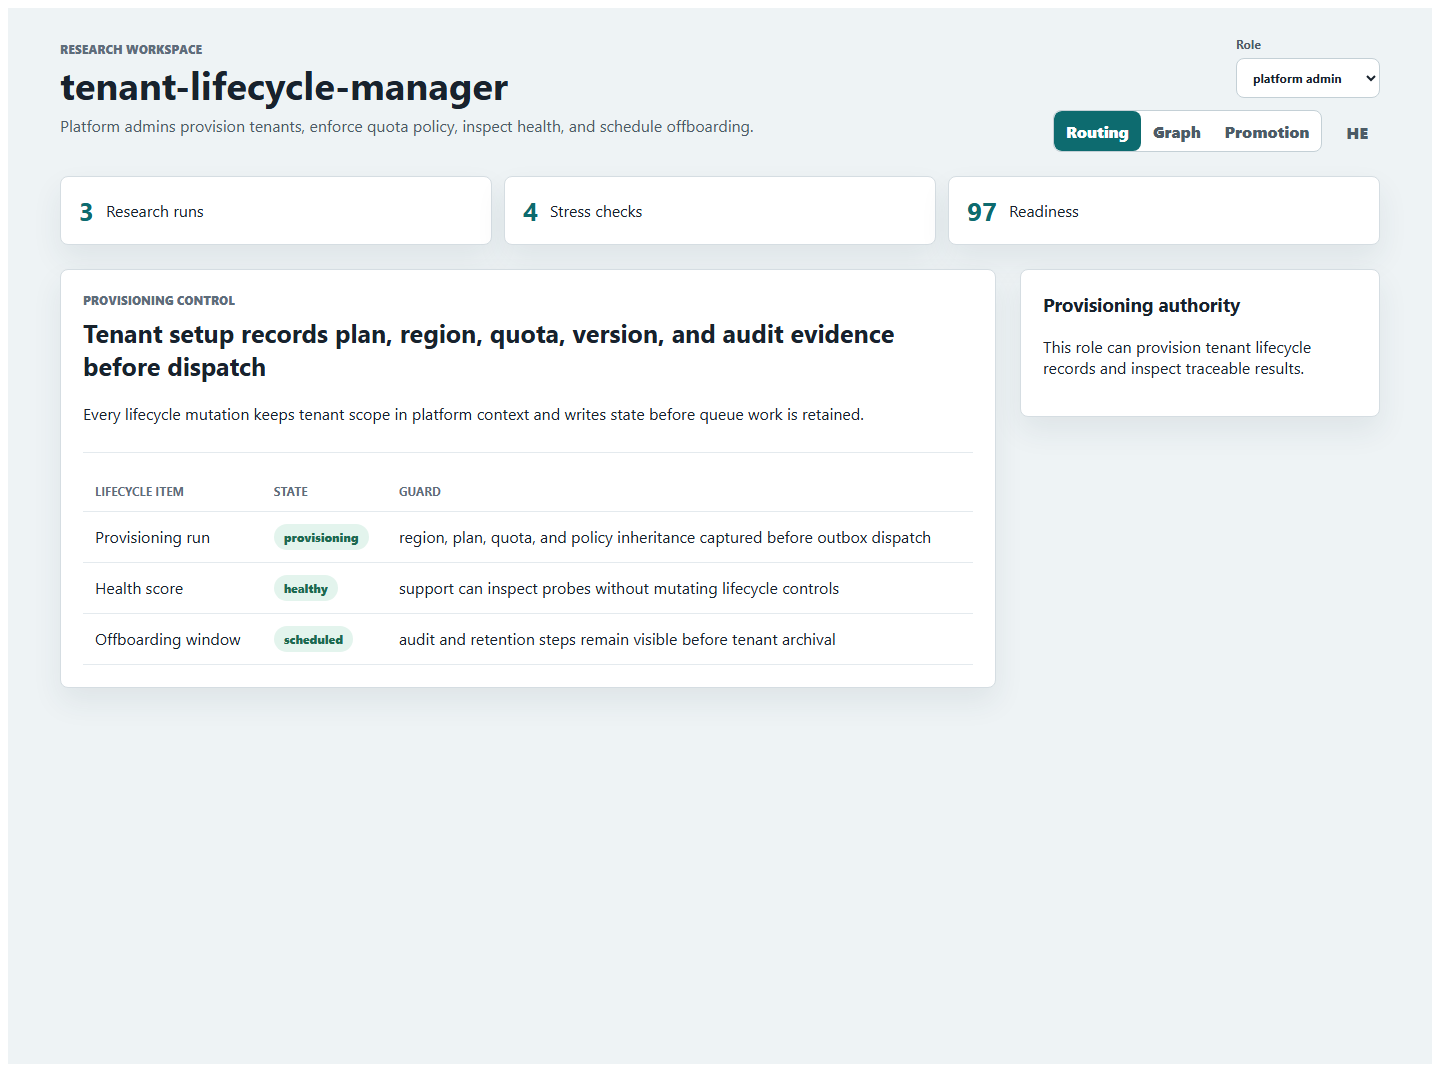 RESEARCH WORKSPACE
tenant-lifecycle-manager
Platform admins provision tenants, enforce quota policy, inspect health, and schedule offboarding.
Role
platform admin
Routing Graph Promotion HE
3 Research runs
4 Stress checks
97 Readiness
PROVISIONING CONTROL
Tenant setup records plan, region, quota, version, and audit evidence
before dispatch
Every lifecycle mutation keeps tenant scope in platform context and writes state before queue work is retained.
LIFECYCLE ITEM STATE GUARD
Provisioning run provisioning region, plan, quota, and policy inheritance captured before outbox dispatch
Health score healthy support can inspect probes without mutating lifecycle controls
Offboarding window scheduled audit and retention steps remain visible before tenant archival
Provisioning authority
This role can provision tenant lifecycle
records and inspect traceable results.